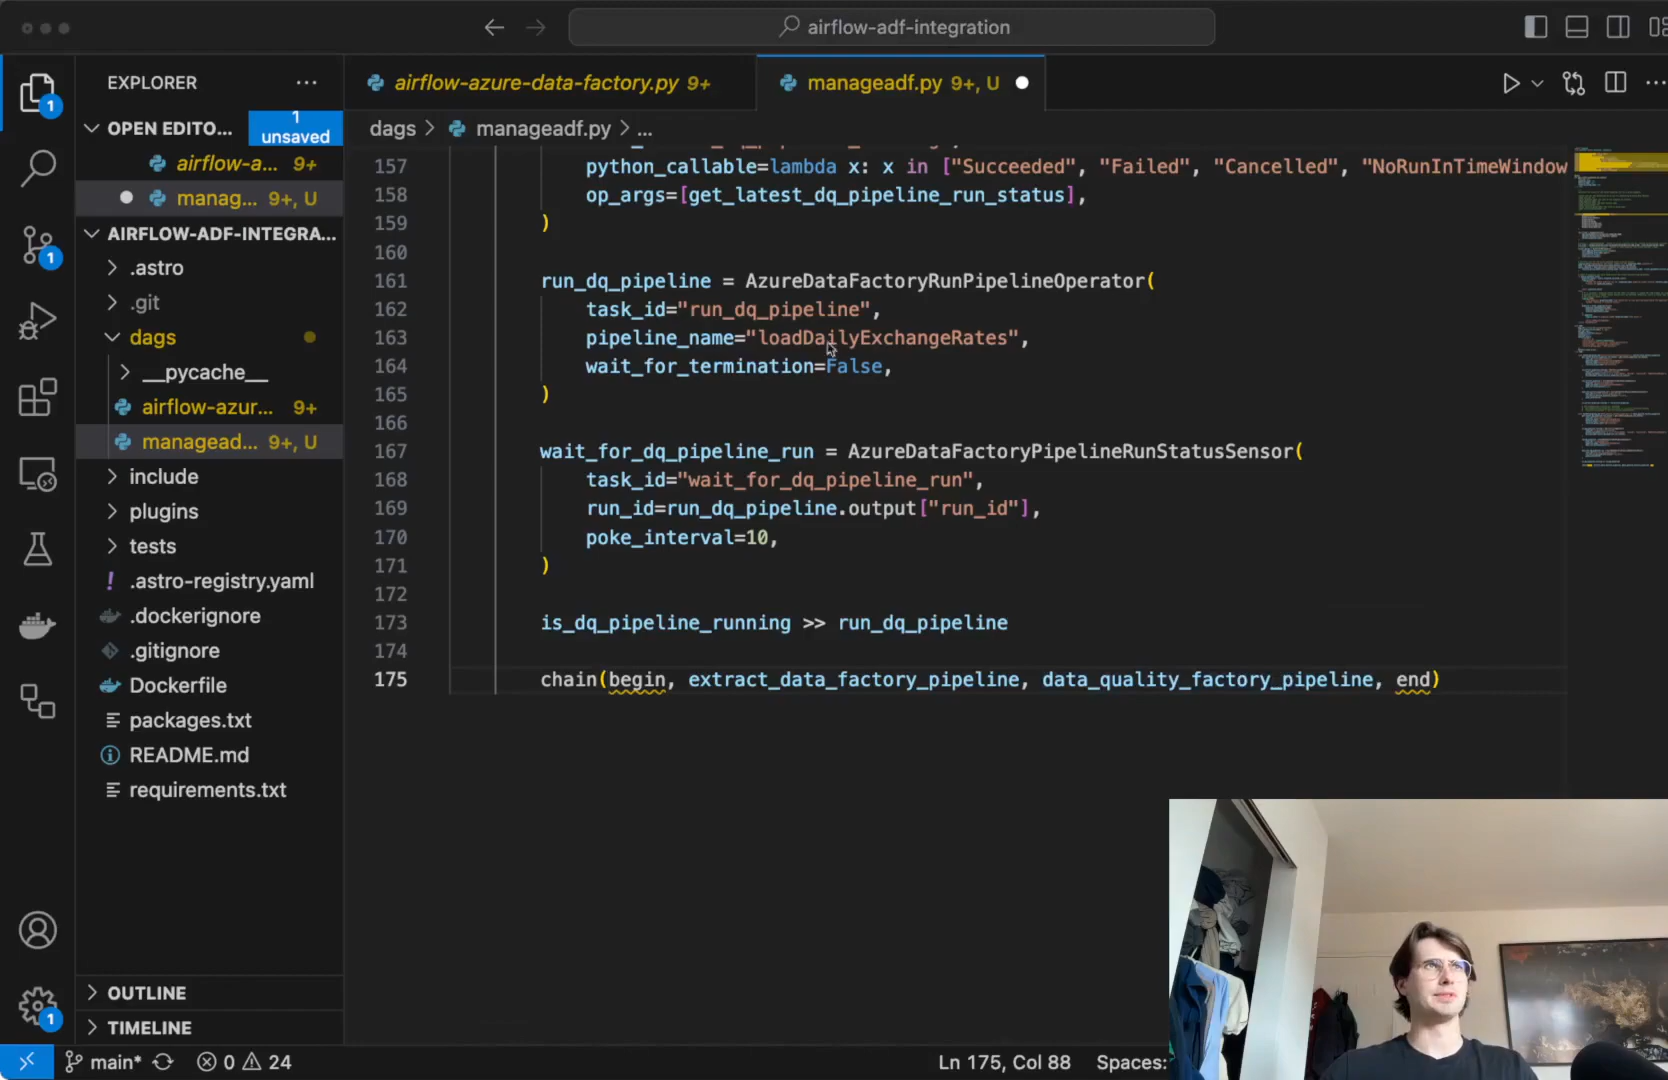 airflow-adf-integration
EXPLORER
airflow-azure-data-factory.py 9+
manageadf.py 9+, U
OPEN EDITO...
1 unsaved
airflow-a... 9+
manag... 9+, U
AIRFLOW-ADF-INTEGRA...
.astro
.git
dags
__pycache__
airflow-azur... 9+
managead... 9+, U
include
plugins
tests
.astro-registry.yaml
.dockerignore
.gitignore
Dockerfile
packages.txt
README.md
requirements.txt
OUTLINE
TIMELINE
1
1
1
dags > manageadf.py > ...
157 python_callable=lambda x: x in ["Succeeded", "Failed", "Cancelled", "NoRunInTimeWindow
158 op_args=[get_latest_dq_pipeline_run_status],
159 )
160
161 run_dq_pipeline = AzureDataFactoryRunPipelineOperator(
162 task_id="run_dq_pipeline",
163 pipeline_name="loadDailyExchangeRates",
164 wait_for_termination=False,
165 )
166
167 wait_for_dq_pipeline_run = AzureDataFactoryPipelineRunStatusSensor(
168 task_id="wait_for_dq_pipeline_run",
169 run_id=run_dq_pipeline.output["run_id"],
170 poke_interval=10,
171 )
172
173 is_dq_pipeline_running >> run_dq_pipeline
174
175 chain(begin, extract_data_factory_pipeline, data_quality_factory_pipeline, end)
main* 0 24
Ln 175, Col 88 Spaces: